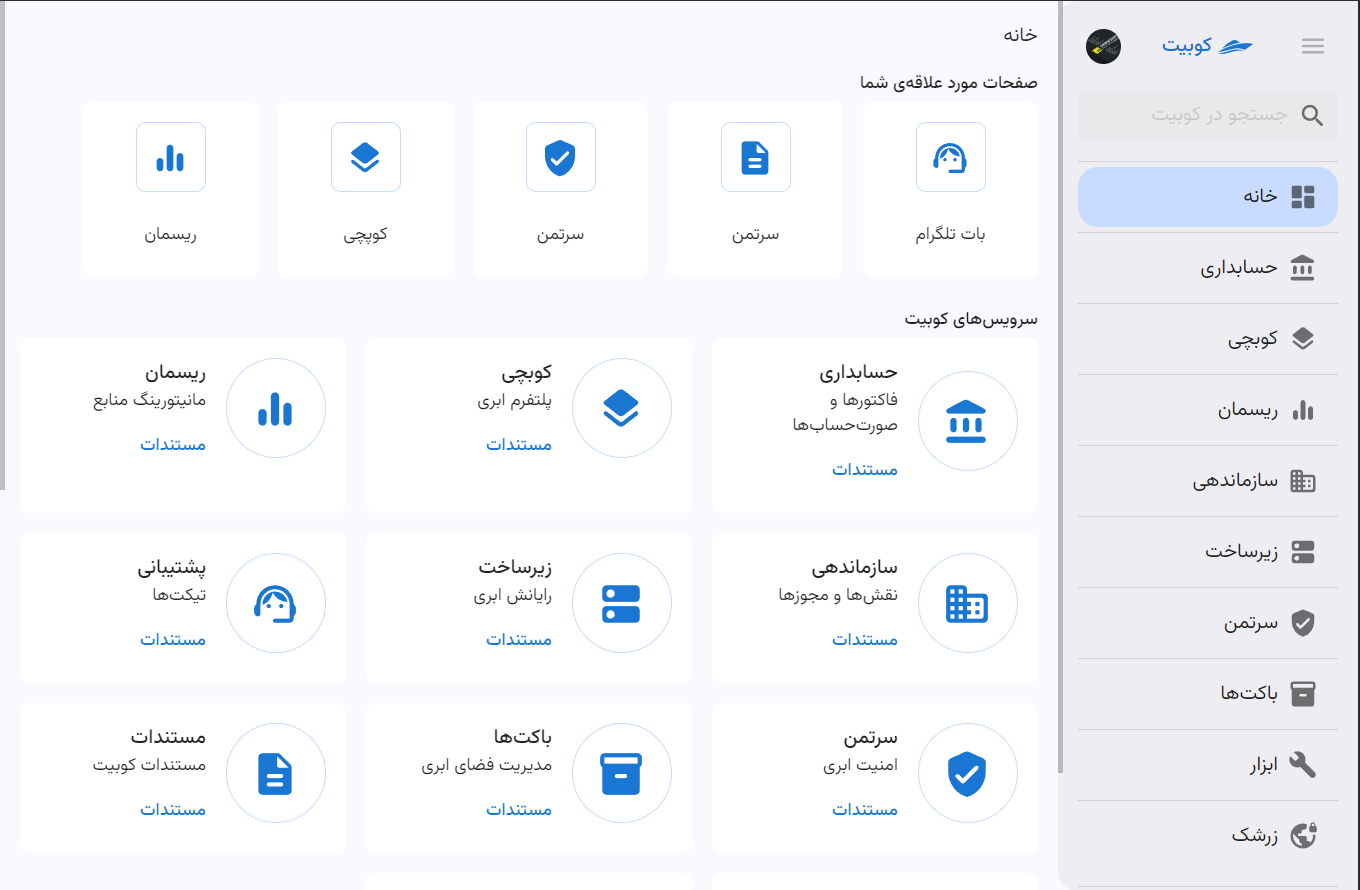 کوبیت
جستجو در کوبیت
خانه
حسابداری
کوبچی
ریسمان
سازماندهی
زیرساخت
سرتمن
باکت‌ها
ابزار
زرشک
خانه
صفحات مورد علاقه‌ی شما
بات تلگرام
سرتمن
سرتمن
کوپچی
ریسمان
سرویس‌های کوبیت
حسابداری
فاکتورها و
صورت‌حساب‌ها
مستندات
کوبچی
پلتفرم ابری
مستندات
ریسمان
مانیتورینگ منابع
مستندات
سازماندهی
نقش‌ها و مجوزها
مستندات
زیرساخت
رایانش ابری
مستندات
پشتیبانی
تیکت‌ها
مستندات
سرتمن
امنیت ابری
مستندات
باکت‌ها
مدیریت فضای ابری
مستندات
مستندات
مستندات کوبیت
مستندات